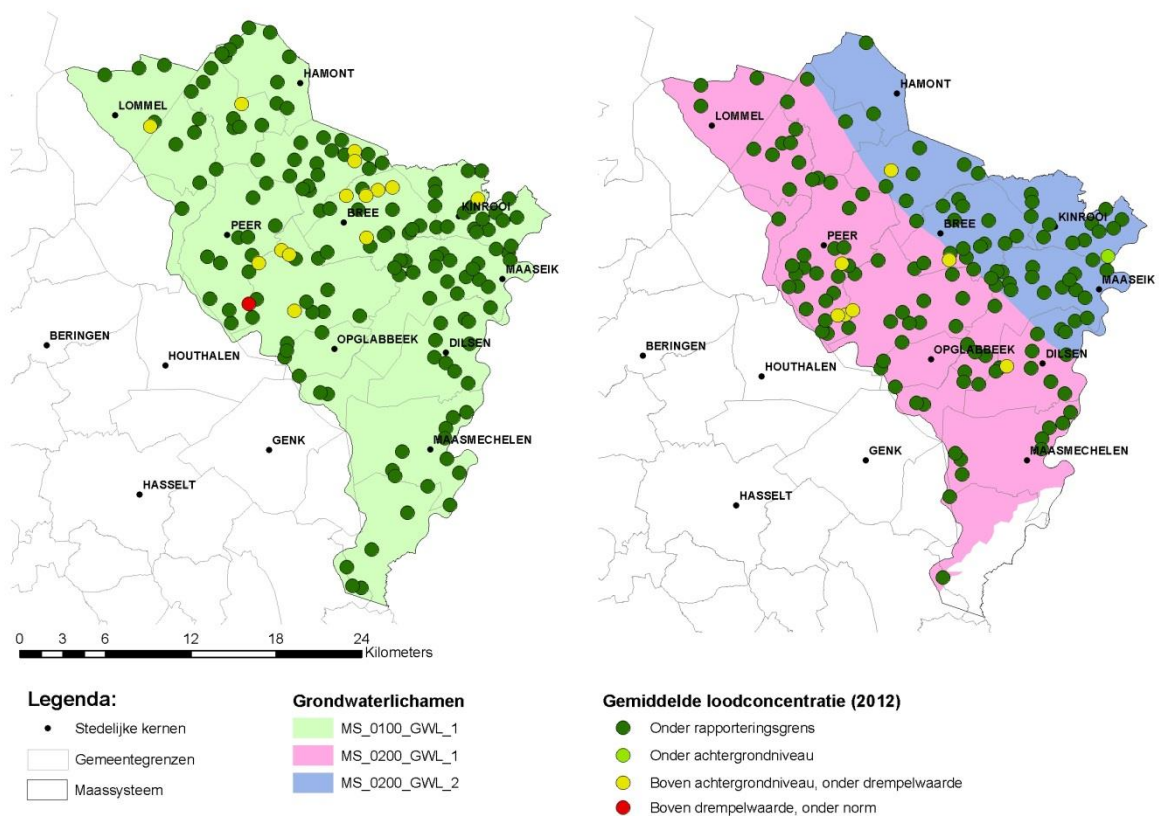 HAMONT
LOMMEL
PEER
BREE
KINROOI
MAASEIK
BERINGEN
HOUTHALEN
OPGLABBEEK
DILSEN
GENK
MAASMECHELEN
HASSELT
HAMONT
LOMMEL
PEER
BREE
KINROOI
MAASEIK
BERINGEN
HOUTHALEN
OPGLABBEEK
DILSEN
GENK
MAASMECHELEN
HASSELT
0 3 6 12 18 24
Kilometers
Legenda:
Stedelijke kernen
Gemeentegrenzen
Maassysteem
Grondwaterlichamen
MS_0100_GWL_1
MS_0200_GWL_1
MS_0200_GWL_2
Gemiddelde loodconcentratie (2012)
Onder rapporteringsgrens
Onder achtergrondniveau
Boven achtergrondniveau, onder drempelwaarde
Boven drempelwaarde, onder norm